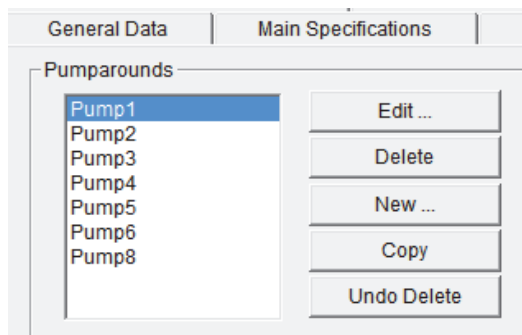 General Data
Main Specifications
Pumparounds
Pump1
Pump2
Pump3
Pump4
Pump5
Pump6
Pump8
Edit ...
Delete
New ...
Copy
Undo Delete